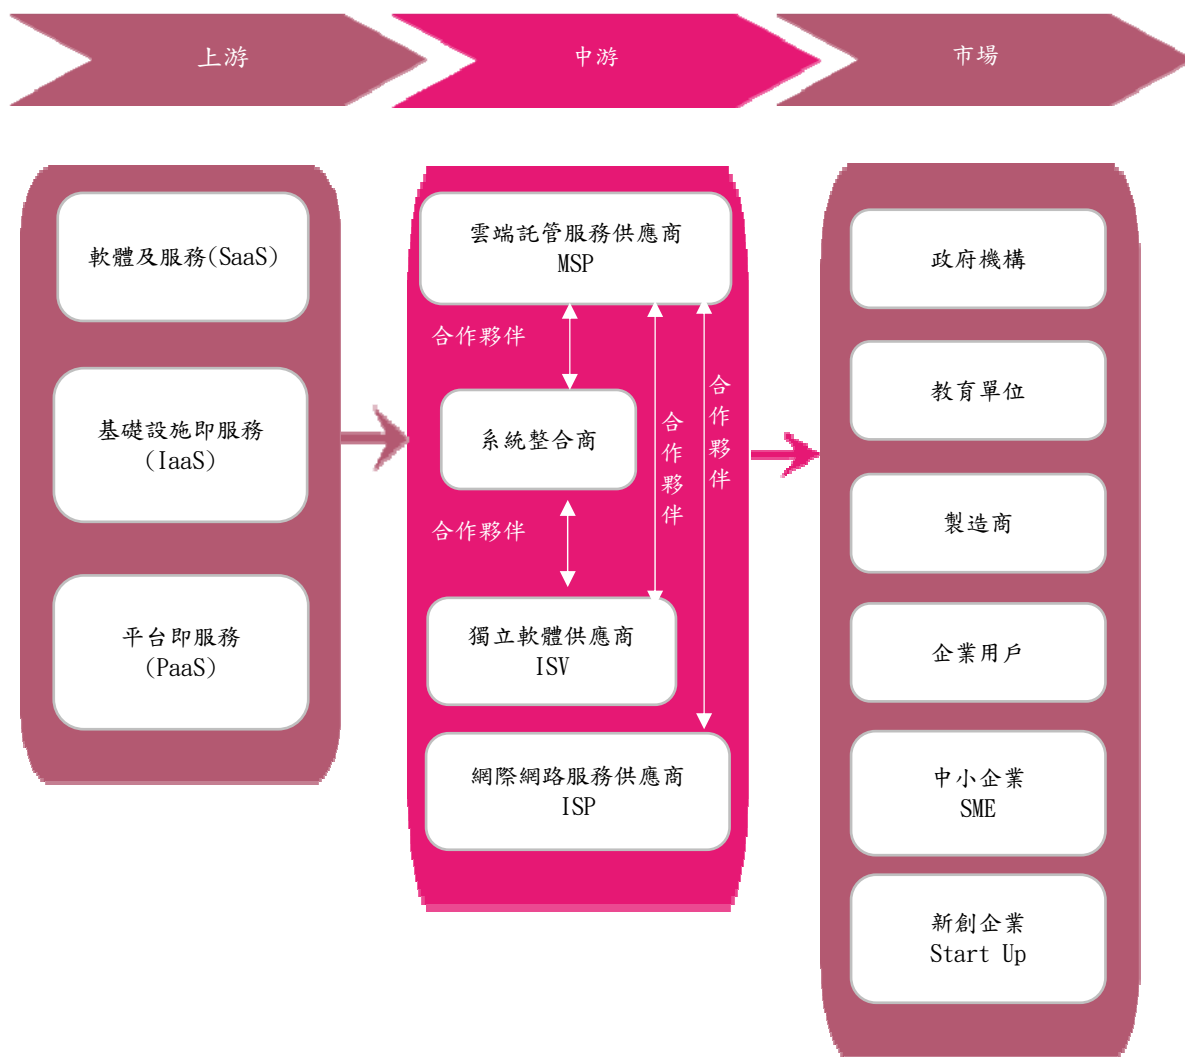 上游
中游
市場
軟體及服務(SaaS)
基礎設施即服務
(IaaS)
平台即服務
(PaaS)
雲端託管服務供應商
MSP
合作夥伴
系統整合商
合作夥伴
合作夥伴
合作夥伴
獨立軟體供應商
ISV
網際網路服務供應商
ISP
政府機構
教育單位
製造商
企業用戶
中小企業
SME
新創企業
Start Up